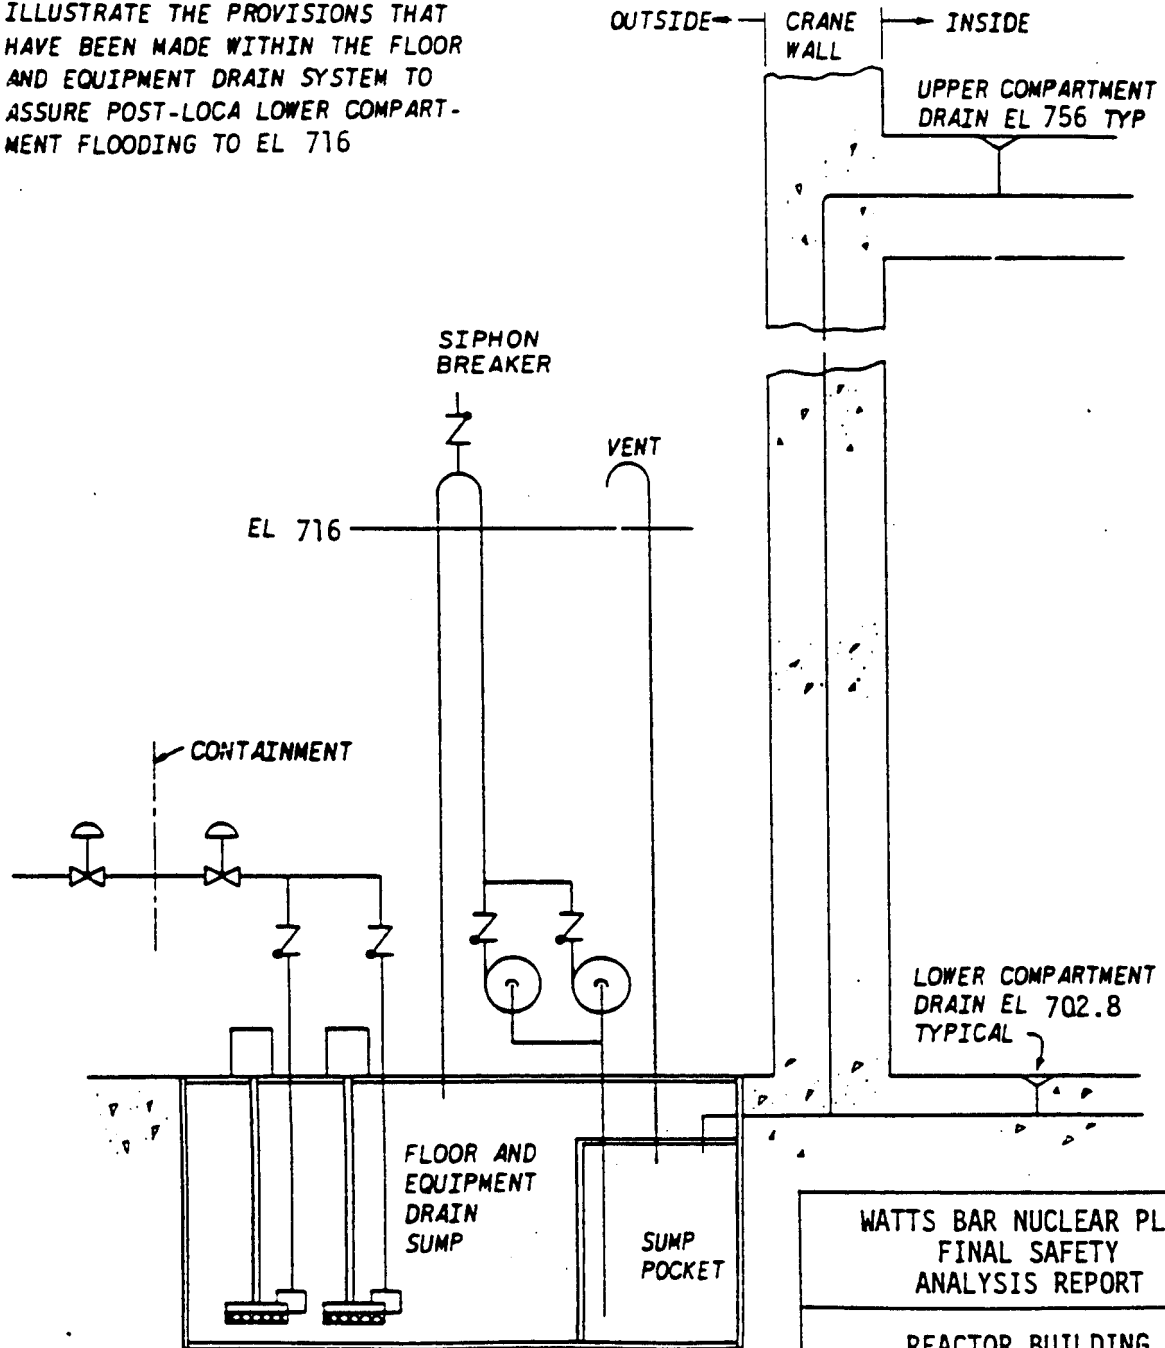 ILLUSTRATE THE PROVISIONS THAT
HAVE BEEN MADE WITHIN THE FLOOR
AND EQUIPMENT DRAIN SYSTEM TO
ASSURE POST-LOCA LOWER COMPART-
MENT FLOODING TO EL 716
OUTSIDE
CRANE
WALL
INSIDE
UPPER COMPARTMENT
DRAIN EL 756 TYP
SIPHON
BREAKER
VENT
EL 716
CONTAINMENT
LOWER COMPARTMENT
DRAIN EL 702.8
TYPICAL
FLOOR AND
EQUIPMENT
DRAIN
SUMP
SUMP
POCKET
WATTS BAR NUCLEAR PL
FINAL SAFETY
ANALYSIS REPORT
REACTOR BUILDING